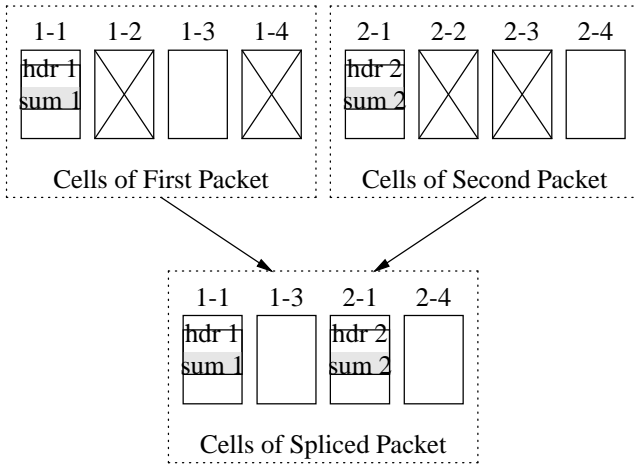 1-1 1-2 1-3 1-4
hdr 1
sum 1
Cells of First Packet
2-1 2-2 2-3 2-4
hdr 2
sum 2
Cells of Second Packet
1-1 1-3 2-1 2-4
hdr 1 hdr 2
sum 1 sum 2
Cells of Spliced Packet